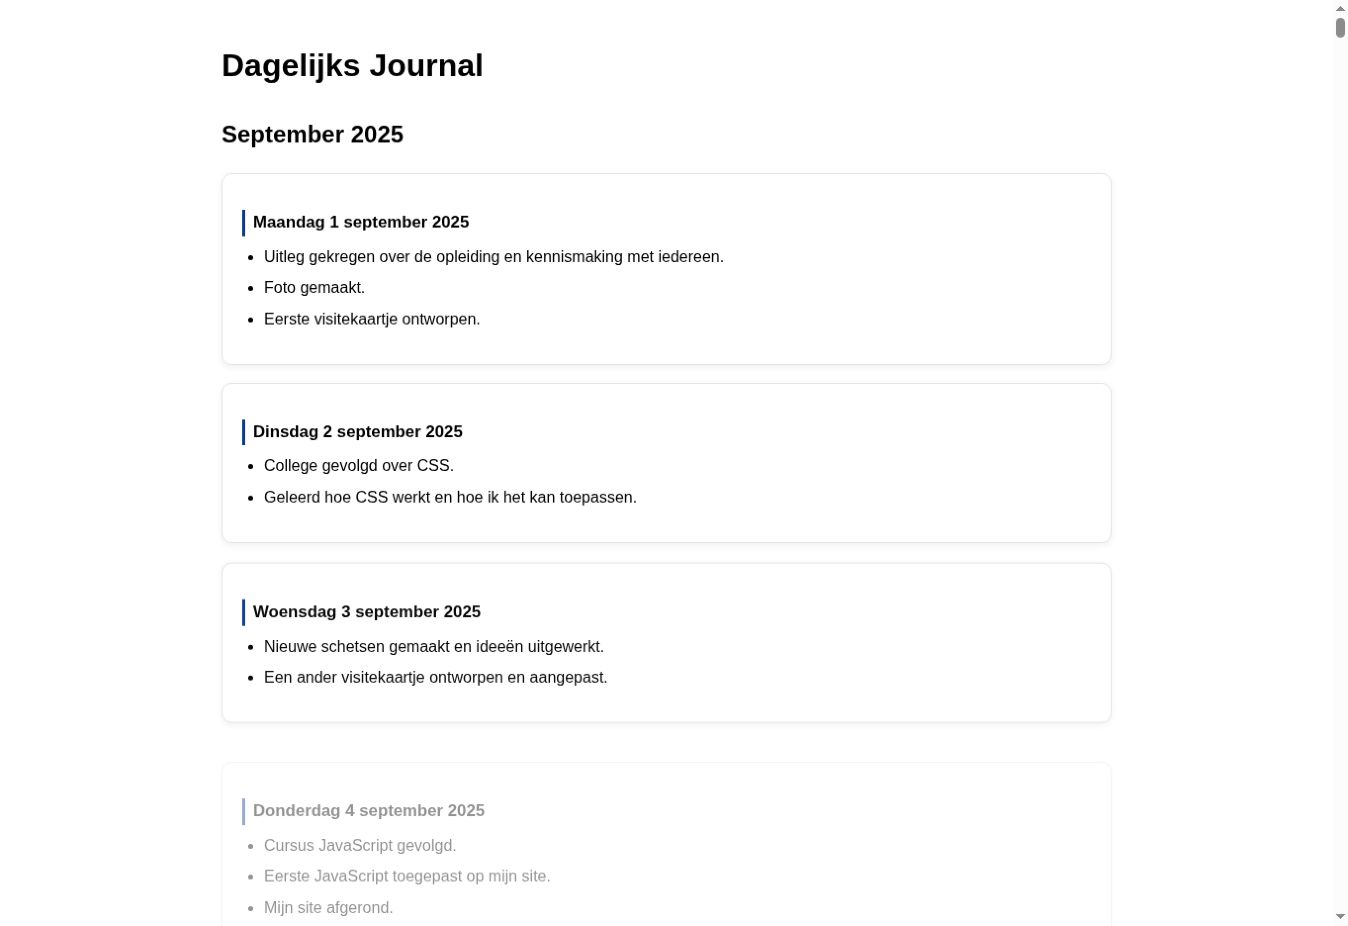 Dagelijks Journal
September 2025
Maandag 1 september 2025
Uitleg gekregen over de opleiding en kennismaking met iedereen.
Foto gemaakt.
Eerste visitekaartje ontworpen.
Dinsdag 2 september 2025
College gevolgd over CSS.
Geleerd hoe CSS werkt en hoe ik het kan toepassen.
Woensdag 3 september 2025
Nieuwe schetsen gemaakt en ideeën uitgewerkt.
Een ander visitekaartje ontworpen en aangepast.
Donderdag 4 september 2025
Cursus JavaScript gevolgd.
Eerste JavaScript toegepast op mijn site.
Mijn site afgerond.